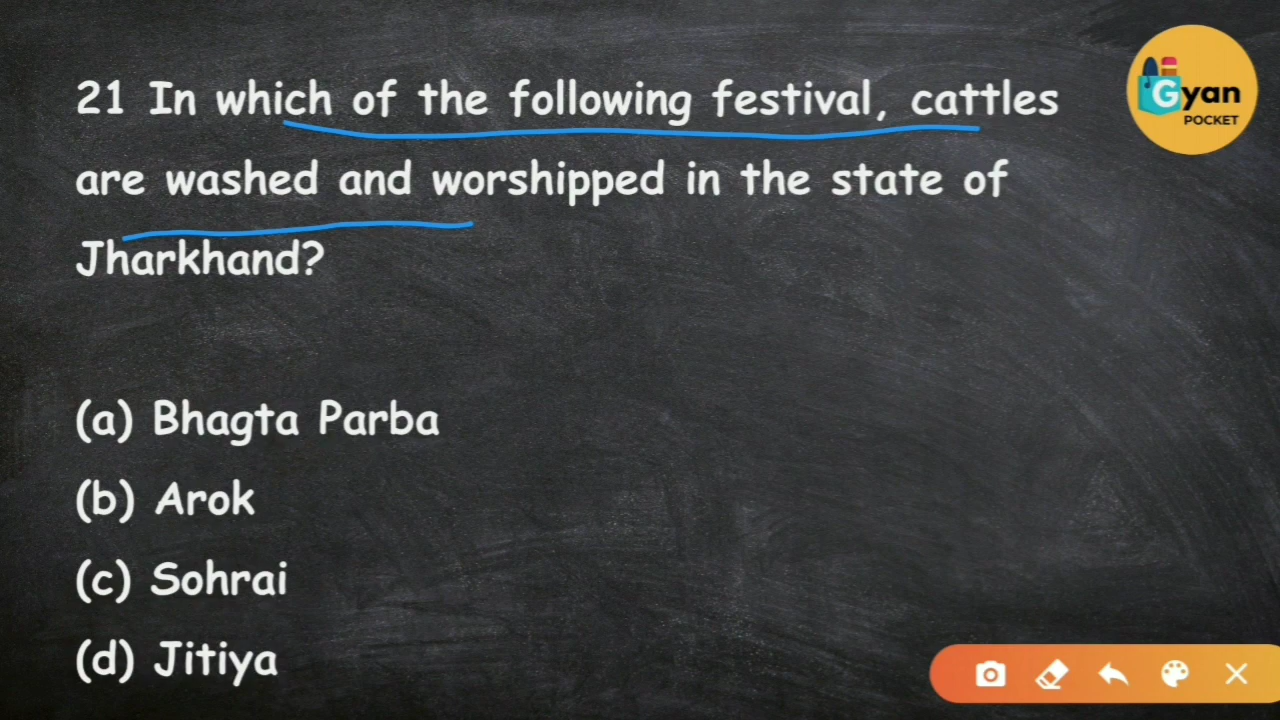 21 In which of the following festival, cattles
are washed and worshipped in the state of
Jharkhand?
(a) Bhagta Parba
(b) Arok
(c) Sohrai
(d) Jitiya
Gyan
POCKET